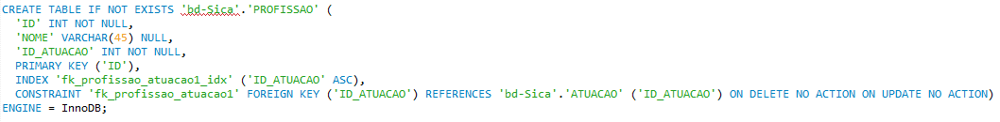 CREATE TABLE IF NOT EXISTS 'bd-Sica'.'PROFISSAO' (
'ID' INT NOT NULL,
'NOME' VARCHAR(45) NULL,
'ID_ATUACAO' INT NOT NULL,
PRIMARY KEY ('ID'),
INDEX 'fk_profissao_atuacao1_idx' ('ID_ATUACAO' ASC),
CONSTRAINT 'fk_profissao_atuacao1' FOREIGN KEY ('ID_ATUACAO') REFERENCES 'bd-Sica'.'ATUACAO' ('ID_ATUACAO') ON DELETE NO ACTION ON UPDATE NO ACTION)
ENGINE = InnoDB;